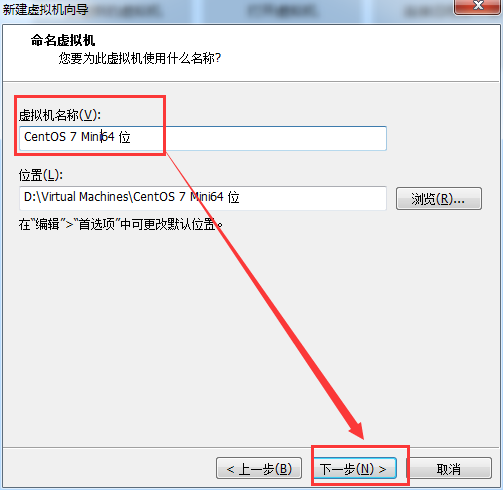 新建虚拟机向导
命名虚拟机
您要为此虚拟机使用什么名称?
虚拟机名称(V):
CentOS 7 Mini64 位
位置(L):
D:\Virtual Machines\CentOS 7 Mini64 位
浏览(R)...
在“编辑”>“首选项”中可更改默认位置。
< 上一步(B)
下一步(N) >
取消